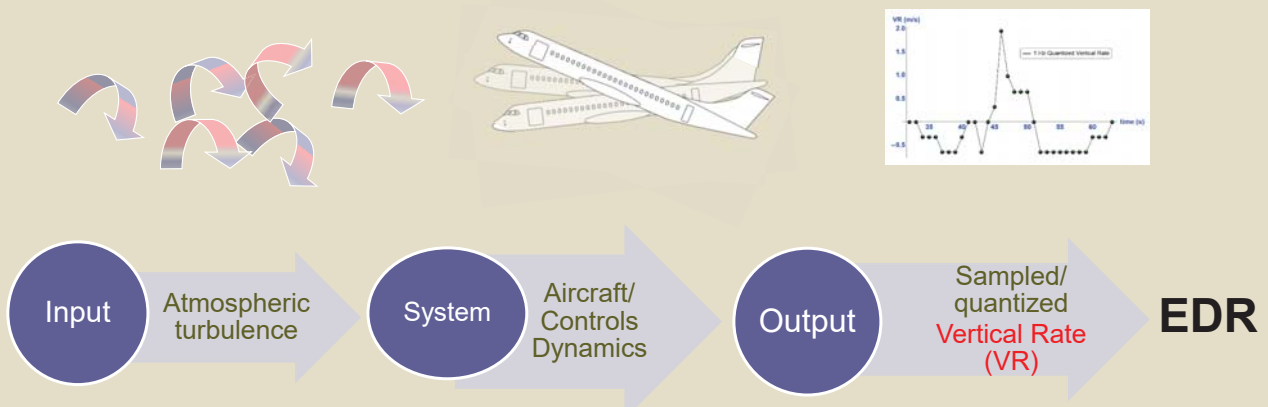 VR (m/s)
2.0
1.5
1.0
0.5
-0.5
1 Hz Quantized Vertical Rate
35
40
45
50
55
60
time (s)
Input
Atmospheric
turbulence
System
Aircraft/
Controls
Dynamics
Output
Sampled/
quantized
Vertical Rate
(VR)
EDR